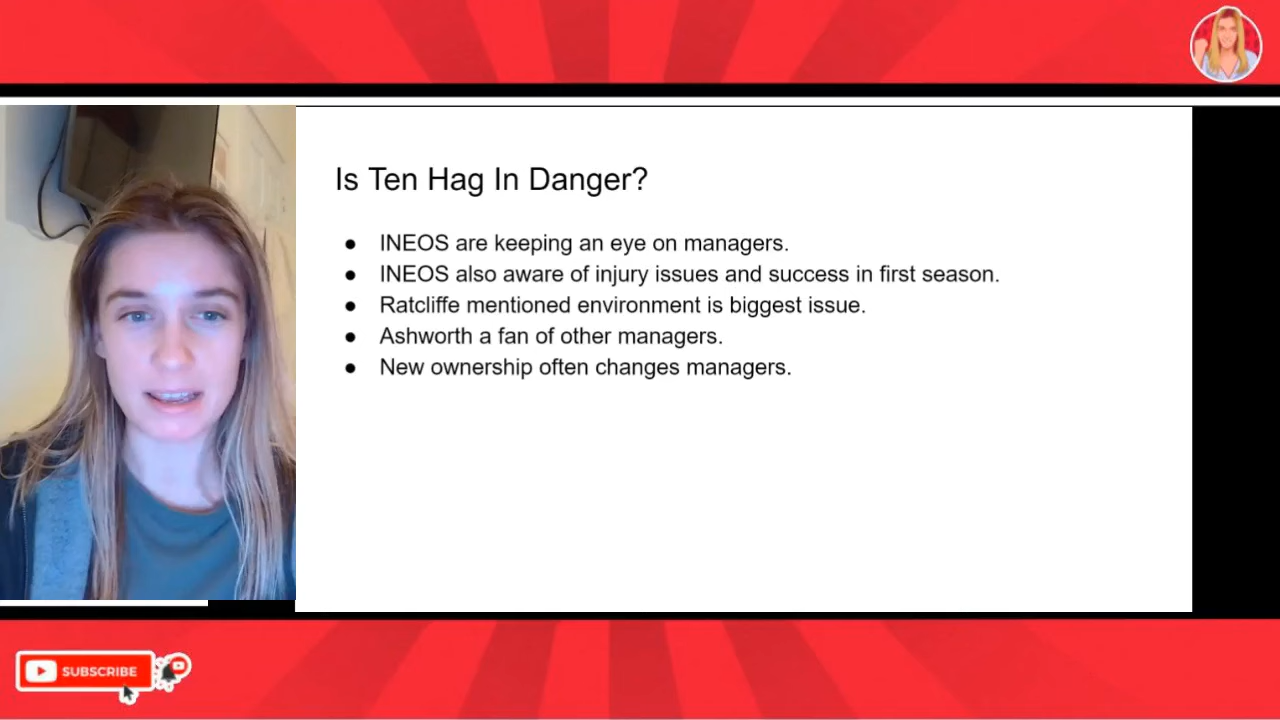 Is Ten Hag In Danger?
● INEOS are keeping an eye on managers.
● INEOS also aware of injury issues and success in first season.
● Ratcliffe mentioned environment is biggest issue.
● Ashworth a fan of other managers.
● New ownership often changes managers.
SUBSCRIBE